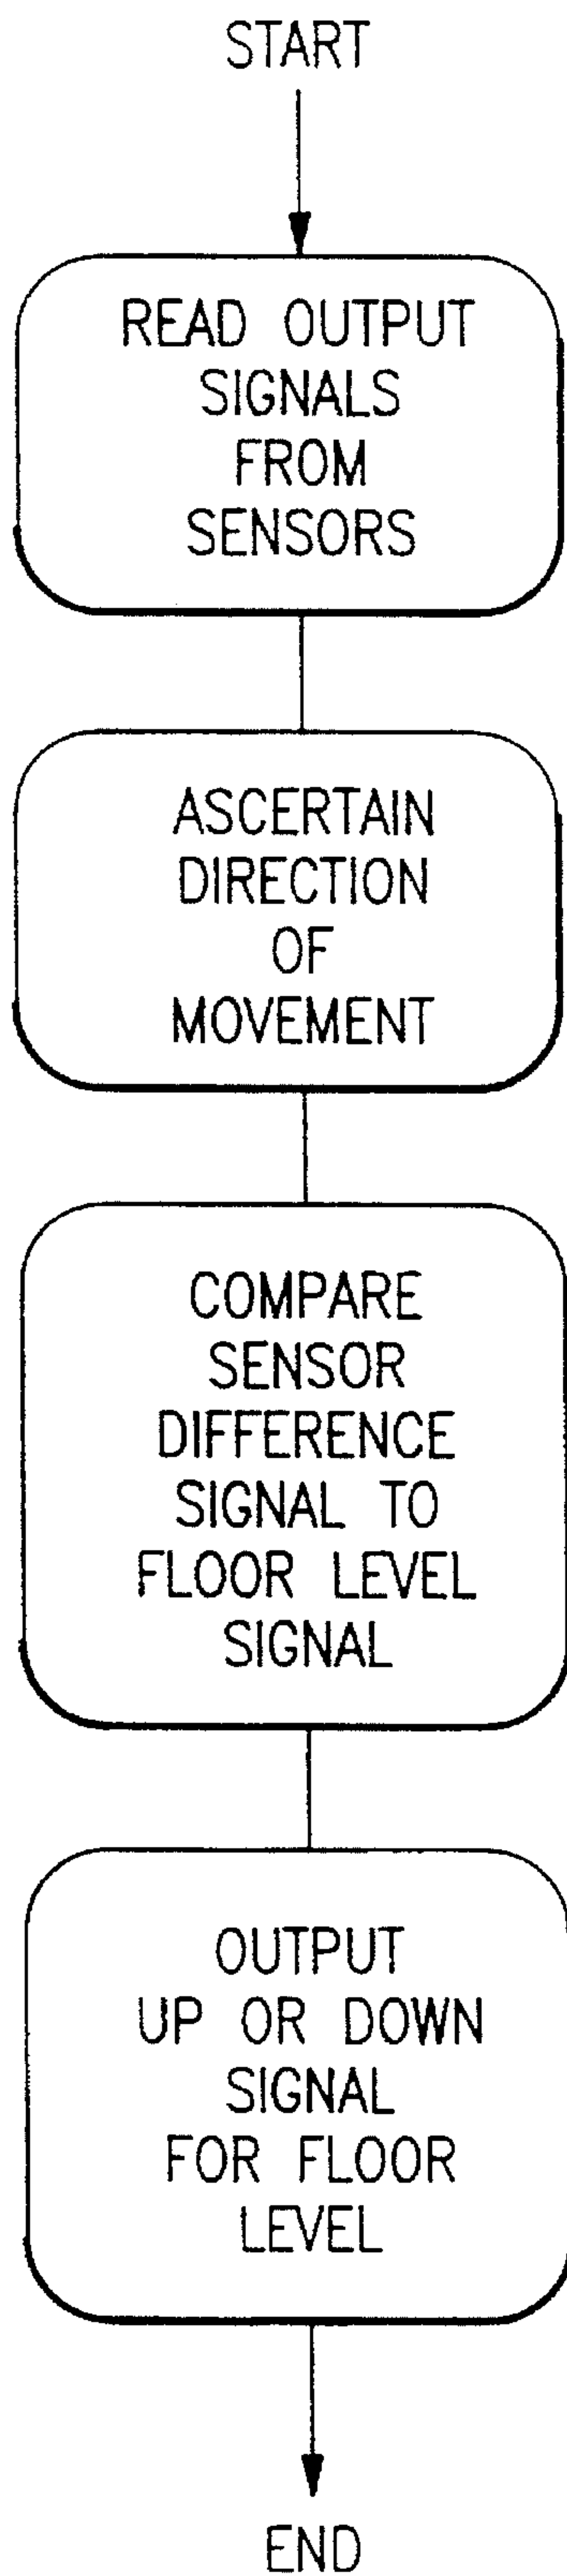 START
READ OUTPUT
SIGNALS
FROM
SENSORS
ASCERTAIN
DIRECTION
OF
MOVEMENT
COMPARE
SENSOR
DIFFERENCE
SIGNAL TO
FLOOR LEVEL
SIGNAL
OUTPUT
UP OR DOWN
SIGNAL
FOR FLOOR
LEVEL
END